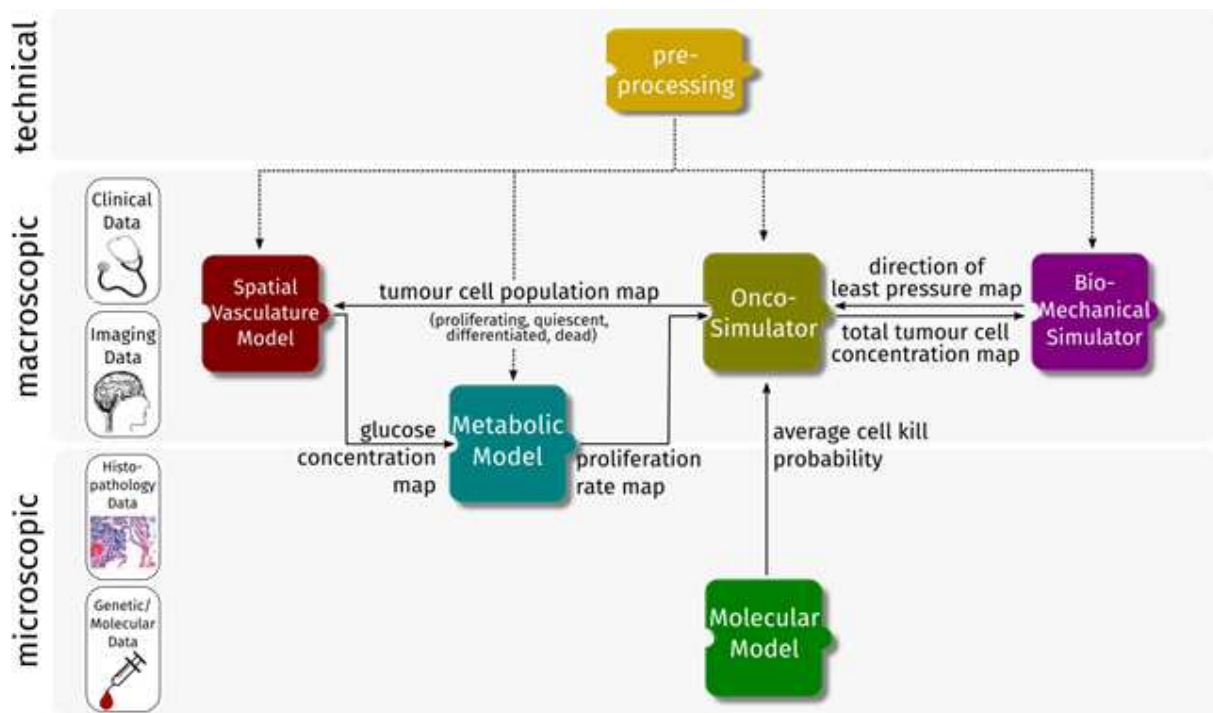 technical
pre-
processing
macroscopic
Clinical
Data
Imaging
Data
Spatial
Vasculature
Model
tumour cell population map
(proliferating, quiescent,
differentiated, dead)
Onco-
Simulator
direction of
least pressure map
total tumour cell
concentration map
Bio-
Mechanical
Simulator
glucose
concentration
map
Metabolic
Model
proliferation
rate map
average cell kill
probability
microscopic
Histo-
pathology
Data
Genetic/
Molecular
Data
Molecular
Model